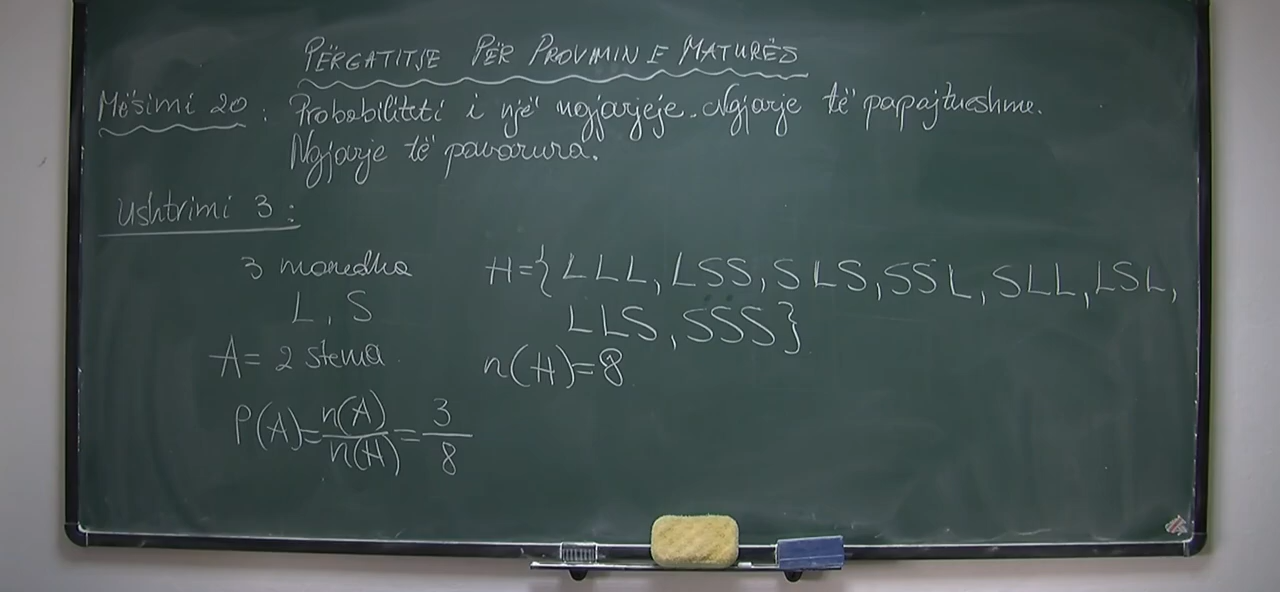 PËRGATITJE PËR PROVIMIN E MATURËS
Mësimi 20 : Probabiliteti i një ngjarjeje. Ngjarje të papajtueshme.
Ngjarje të pavarura.
Ushtrimi 3 :
3 monedha
L, S
A = 2 stema
P(A)=n(A)/n(H)=3/8
H={LLL, LSS, SLS, SSL, SLL, LSL,
LLS, SSS}
n(H)=8